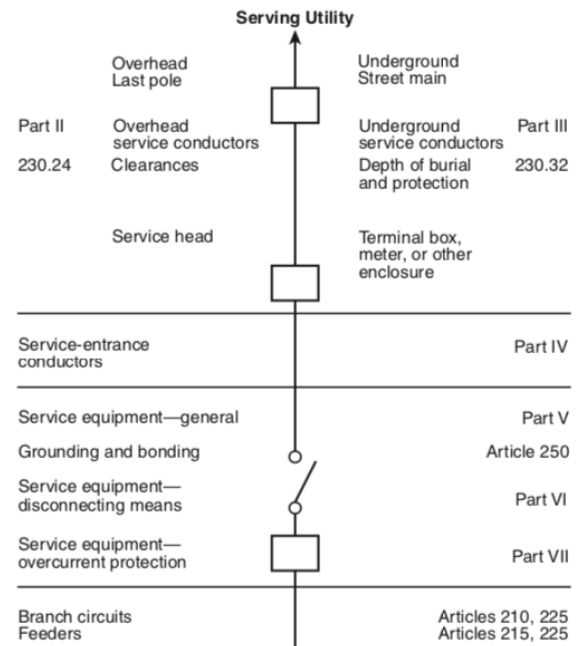 Serving Utility
Overhead
Last pole
Underground
Street main
Part II
Overhead
service conductors
Underground
service conductors
Part III
230.24
Clearances
Depth of burial
and protection
230.32
Service head
Terminal box,
meter, or other
enclosure
Service-entrance
conductors
Part IV
Service equipment—general
Part V
Grounding and bonding
Article 250
Service equipment—
disconnecting means
Part VI
Service equipment—
overcurrent protection
Part VII
Branch circuits
Articles 210, 225
Feeders
Articles 215, 225